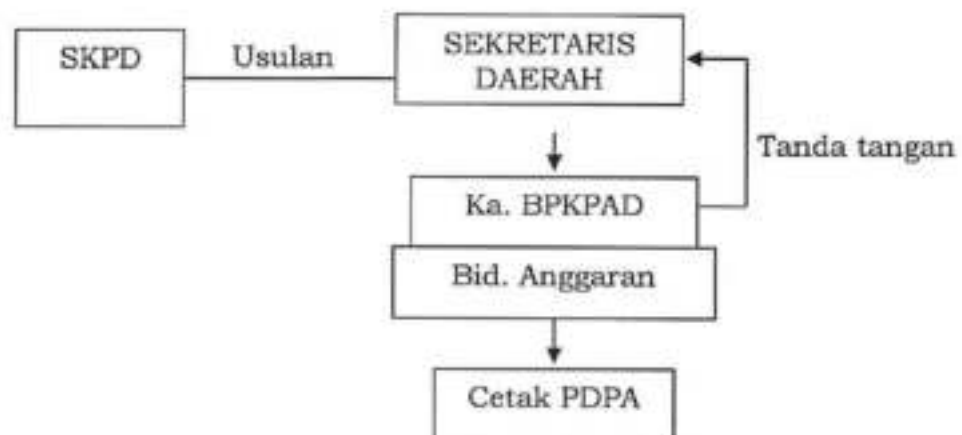 SKPD
Usulan
SEKRETARIS
DAERAH
Tanda tangan
Ka. BPKPAD
Bid. Anggaran
Cetak PDPA